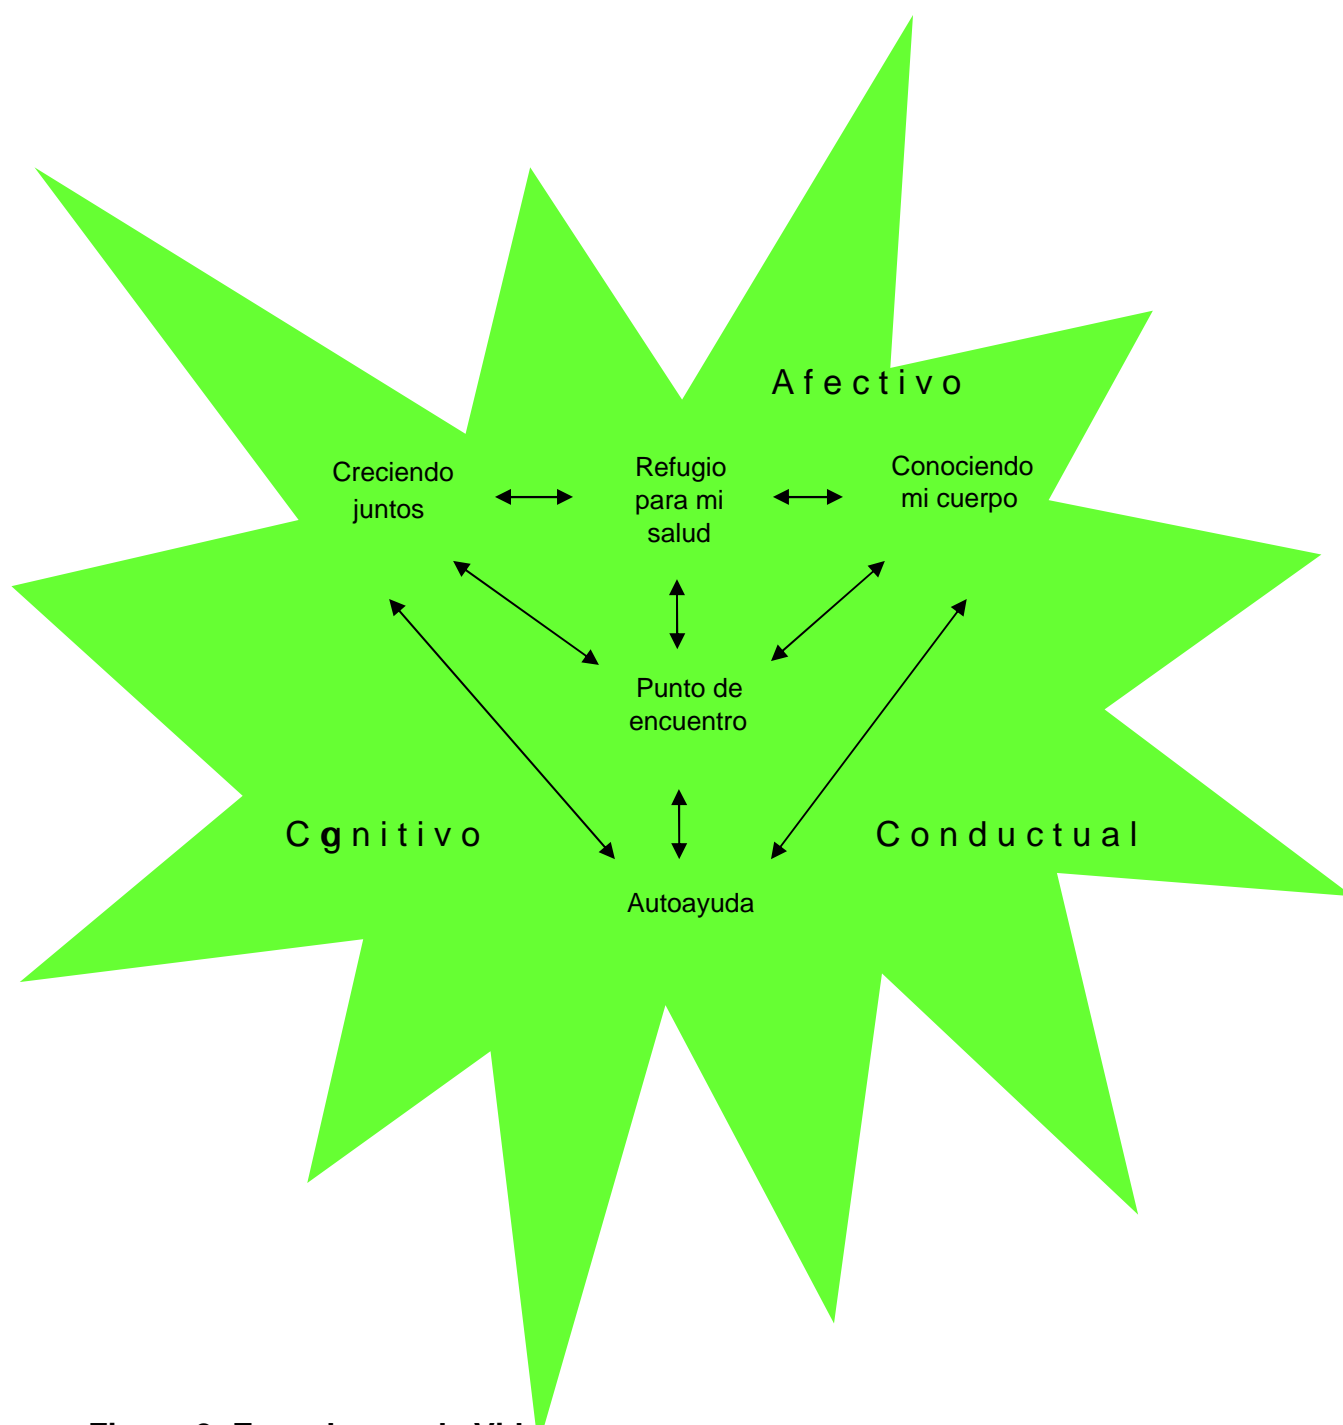 Afectivo
Creciendo
juntos
Refugio
para mi
salud
Conociendo
mi cuerpo
Punto de
encuentro
Cgnitivo
Conductual
Autoayuda